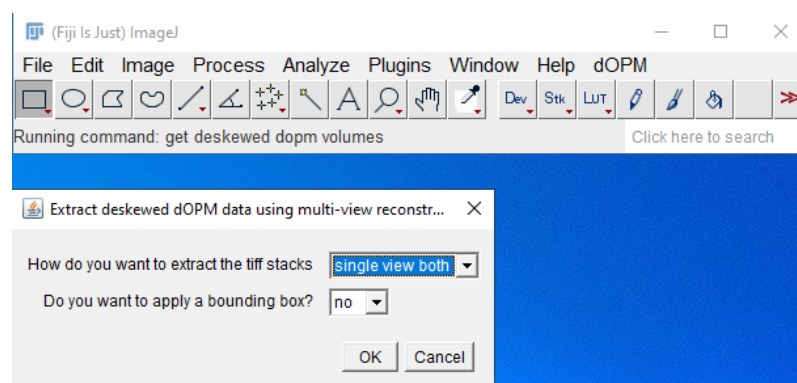 (Fiji Is Just) ImageJ
File Edit Image Process Analyze Plugins Window Help dOPM
A Dev Stk LUT >>
Running command: get deskewed dopm volumes Click here to search
Extract deskewed dOPM data using multi-view reconstr...
How do you want to extract the tiff stacks single view both
Do you want to apply a bounding box? no
OK Cancel